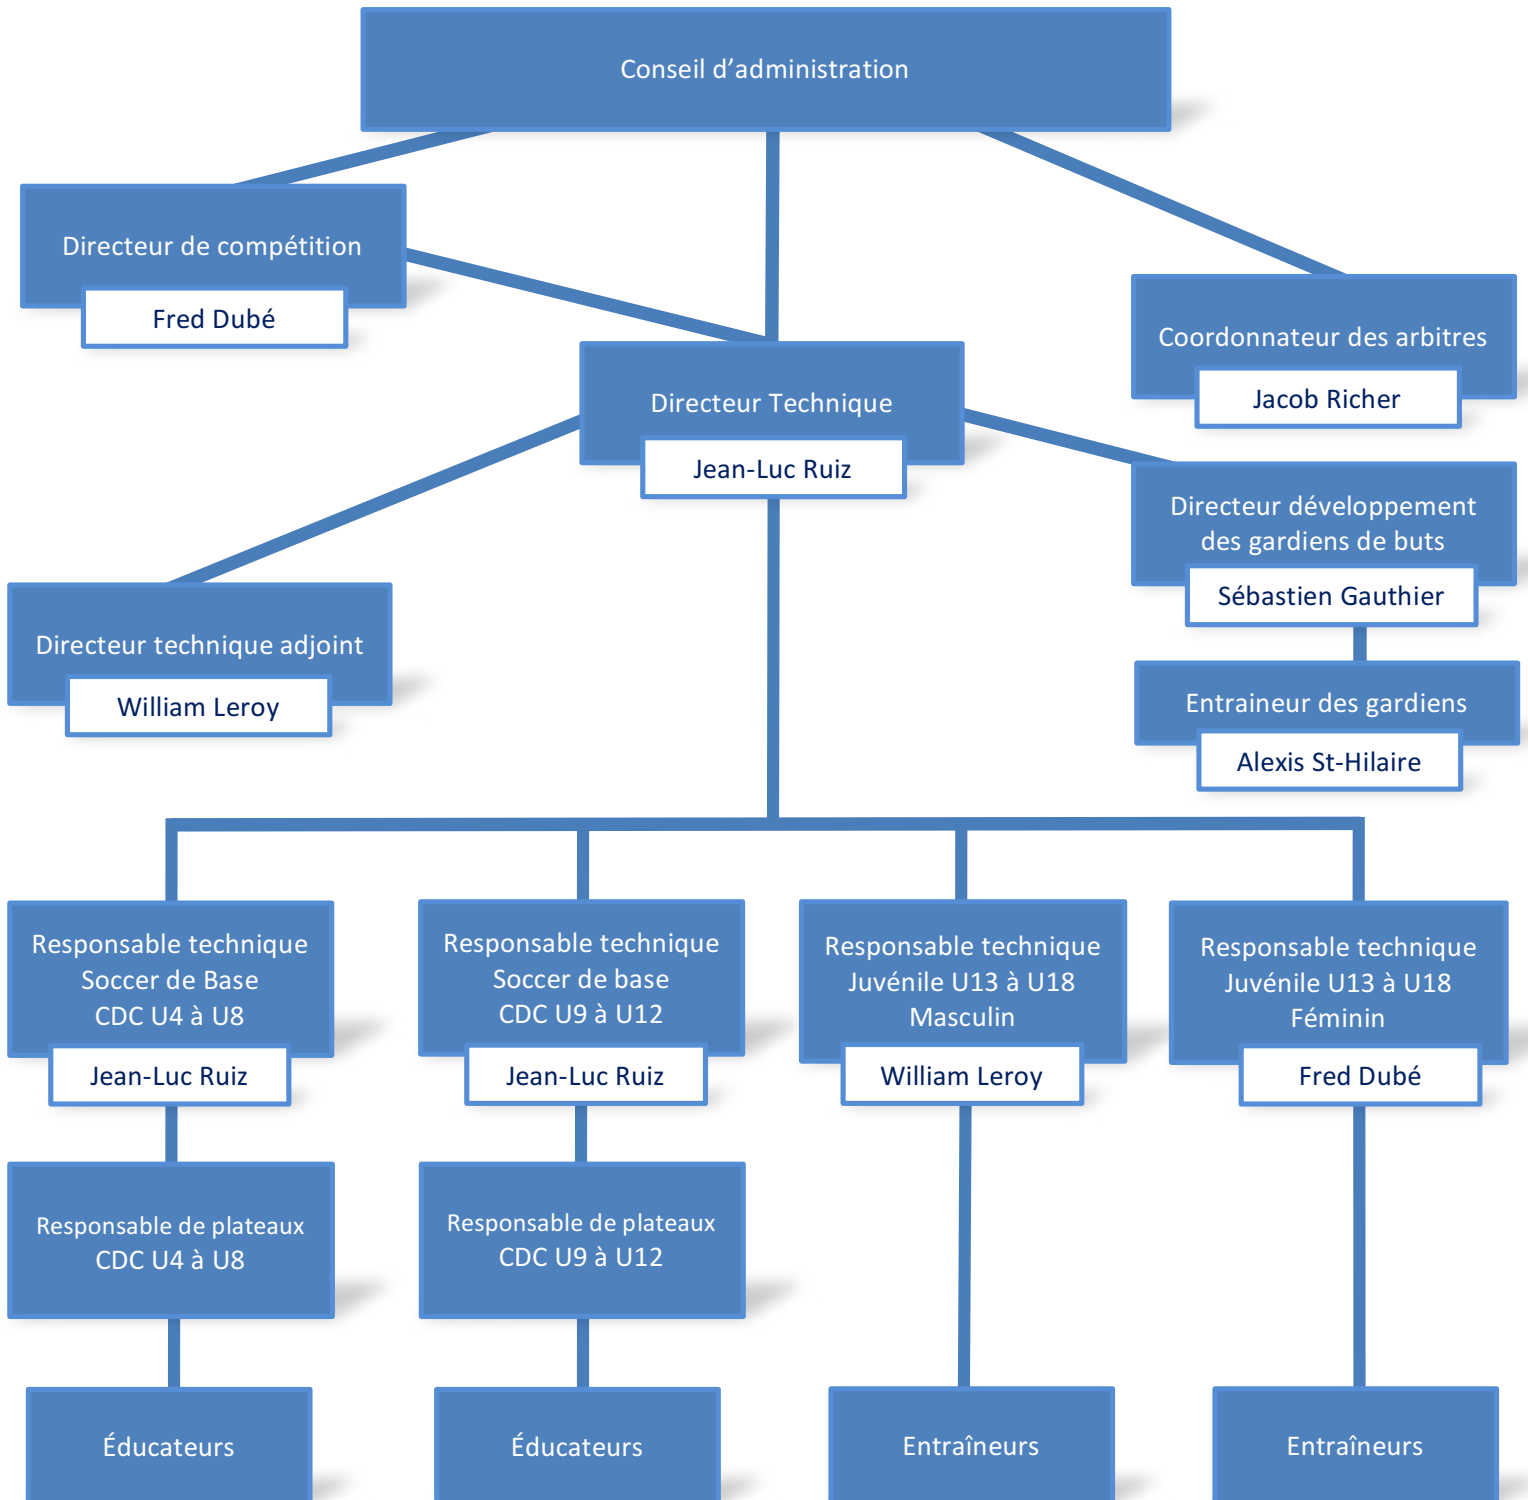 Conseil d’administration
Directeur de compétition
Fred Dubé
Coordonnateur des arbitres
Jacob Richer
Directeur Technique
Jean-Luc Ruiz
Directeur développement
des gardiens de buts
Sébastien Gauthier
Directeur technique adjoint
William Leroy
Entraineur des gardiens
Alexis St-Hilaire
Responsable technique
Soccer de Base
CDC U4 à U8
Jean-Luc Ruiz
Responsable technique
Soccer de base
CDC U9 à U12
Jean-Luc Ruiz
Responsable technique
Juvénile U13 à U18
Masculin
William Leroy
Responsable technique
Juvénile U13 à U18
Féminin
Fred Dubé
Responsable de plateaux
CDC U4 à U8
Responsable de plateaux
CDC U9 à U12
Éducateurs
Éducateurs
Entraîneurs
Entraîneurs